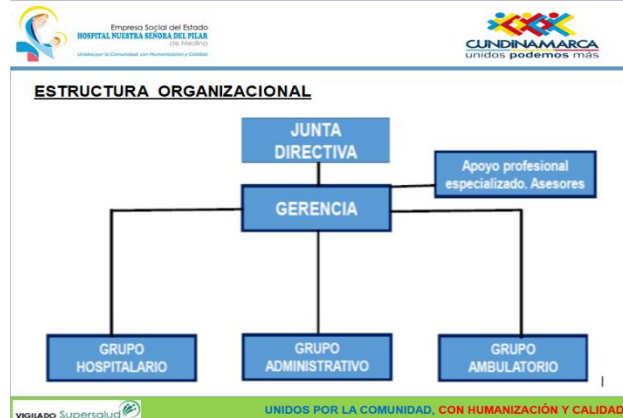 Empresa Social del Estado
HOSPITAL NUESTRA SEÑORA DEL PILAR
de Medina
Unidos por la Comunidad, con Humanización y Calidad.
CUNDINAMARCA
unidos podemos más
ESTRUCTURA ORGANIZACIONAL
JUNTA
DIRECTIVA
Apoyo profesional
especializado. Asesores
GERENCIA
GRUPO
HOSPITALARIO
GRUPO
ADMINISTRATIVO
GRUPO
AMBULATORIO
VIGILADO Supersalud
UNIDOS POR LA COMUNIDAD, CON HUMANIZACIÓN Y CALIDAD